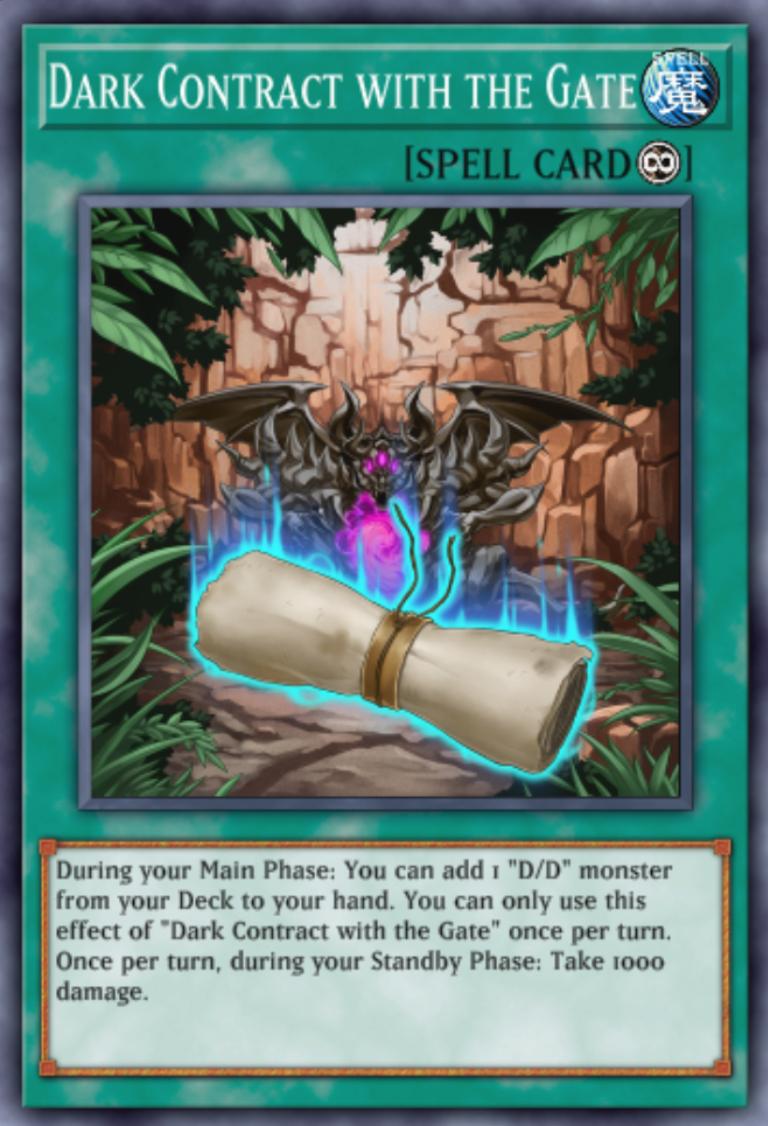 DARK CONTRACT WITH THE GATE
SPELL
魔
[SPELL CARD]
During your Main Phase: You can add 1 "D/D" monster
from your Deck to your hand. You can only use this
effect of "Dark Contract with the Gate" once per turn.
Once per turn, during your Standby Phase: Take 1000
damage.